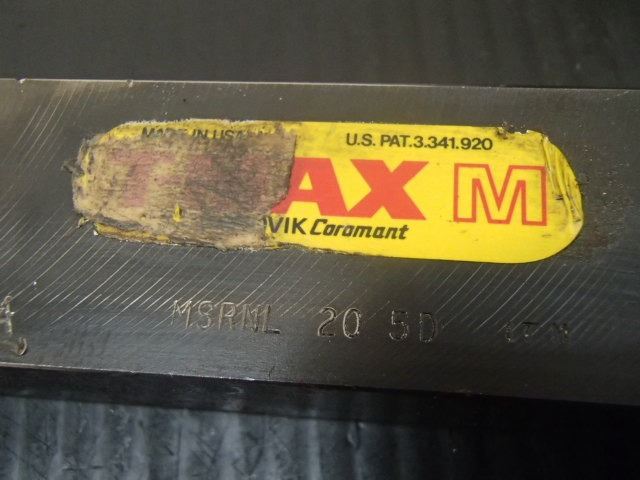 MADE IN USA
U.S. PAT.3.341.920
AX M
VIK Coromant
MSRNL 20 5D